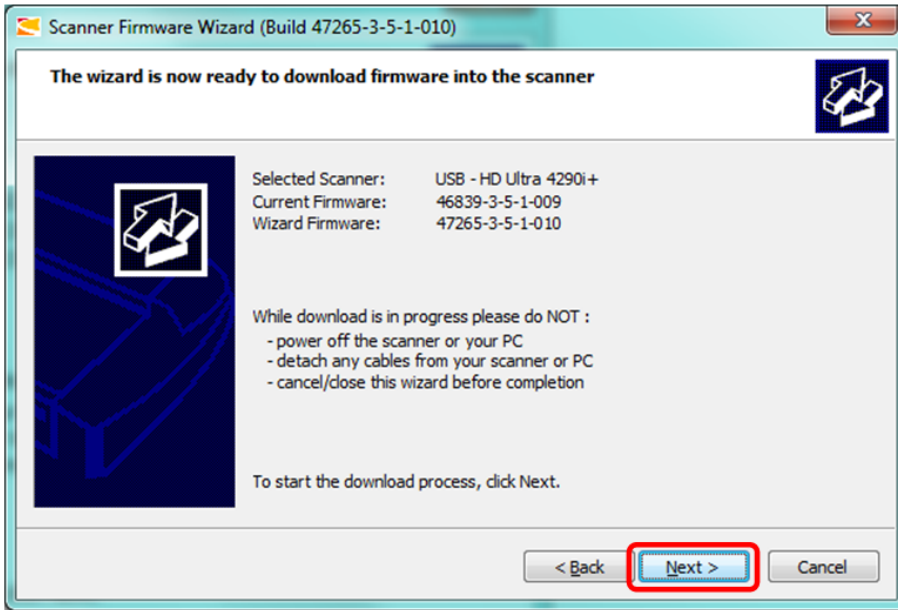 Scanner Firmware Wizard (Build 47265-3-5-1-010)
The wizard is now ready to download firmware into the scanner
Selected Scanner: USB - HD Ultra 4290i+
Current Firmware: 46839-3-5-1-009
Wizard Firmware: 47265-3-5-1-010
While download is in progress please do NOT :
- power off the scanner or your PC
- detach any cables from your scanner or PC
- cancel/close this wizard before completion
To start the download process, click Next.
< Back Next > Cancel